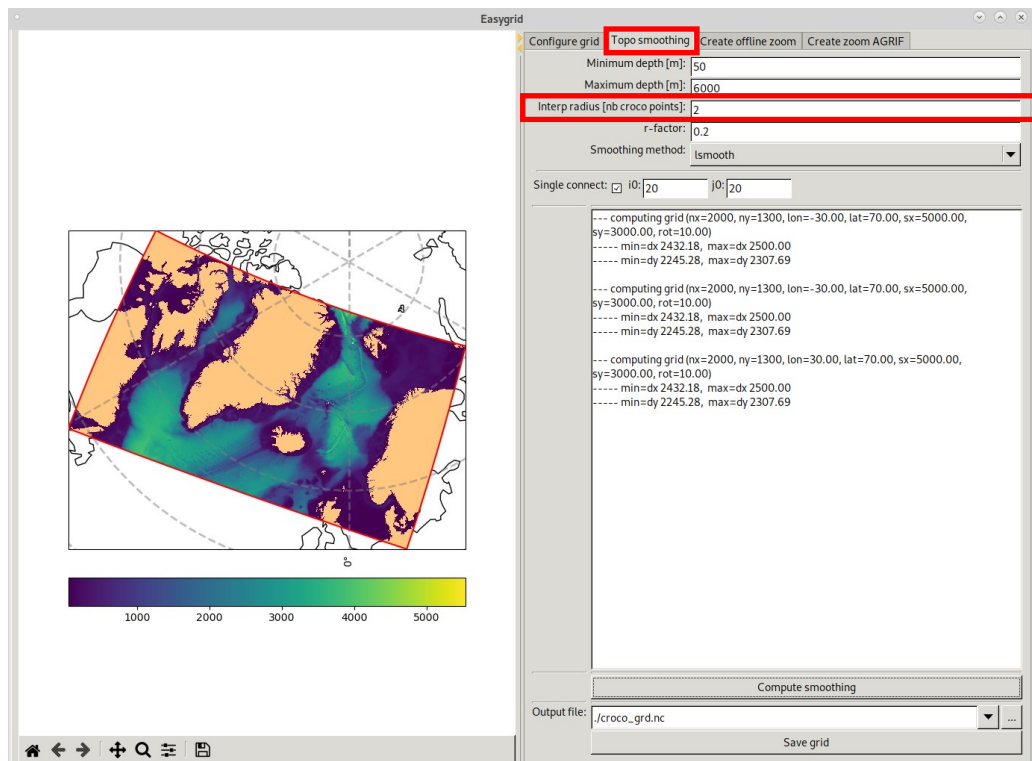 Easygrid
Configure grid Topo smoothing Create offline zoom Create zoom AGRIF
Minimum depth [m]: 50
Maximum depth [m]: 6000
Interp radius [nb croco points]: 2
r-factor: 0.2
Smoothing method: lsmooth
Single connect: i0: 20 j0: 20
--- computing grid (nx=2000, ny=1300, lon=-30.00, lat=70.00, sx=5000.00,
sy=3000.00, rot=10.00)
----- min=dx 2432.18, max=dx 2500.00
----- min=dy 2245.28, max=dy 2307.69
--- computing grid (nx=2000, ny=1300, lon=-30.00, lat=70.00, sx=5000.00,
sy=3000.00, rot=10.00)
----- min=dx 2432.18, max=dx 2500.00
----- min=dy 2245.28, max=dy 2307.69
--- computing grid (nx=2000, ny=1300, lon=30.00, lat=70.00, sx=5000.00,
sy=3000.00, rot=10.00)
----- min=dx 2432.18, max=dx 2500.00
----- min=dy 2245.28, max=dy 2307.69
0°
1000 2000 3000 4000 5000
Compute smoothing
Output file: ./croco_grd.nc ...
Save grid